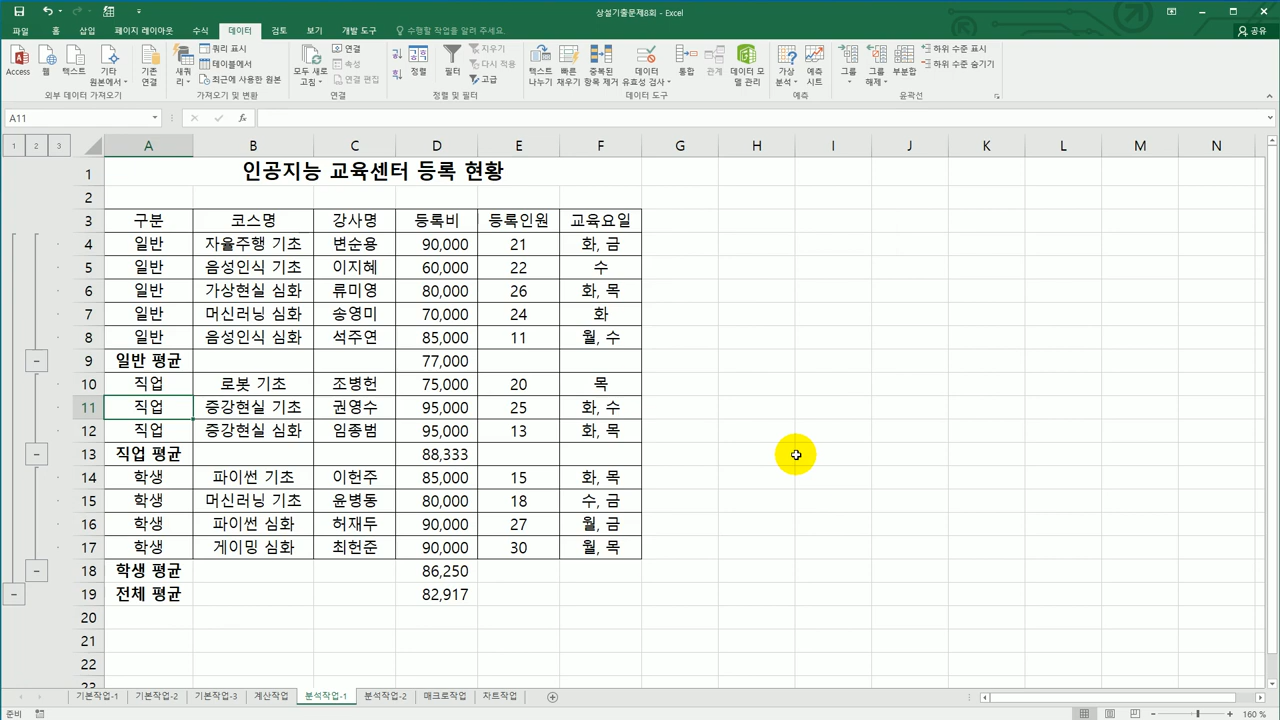 상설기출문제8회 - Excel
파일 홈 삽입 페이지 레이아웃 수식 데이터 검토 보기 개발 도구 수행할 작업을 알려 주세요. 공유
Access 웹 텍스트 기타 원본에서 기존 연결 새 쿼리 쿼리 표시 테이블에서 최근에 사용한 원본 모두 새로 고침 연결 속성 연결 편집 정렬 필터 지우기 다시 적용 고급 텍스트 나누기 빠른 채우기 중복된 항목 제거 데이터 유효성 검사 통합 관계 데이터 모델 관리 가상 분석 예측 시트 그룹 그룹 해제 부분합 하위 수준 표시 하위 수준 숨기기
외부 데이터 가져오기 가져오기 및 변환 연결 정렬 및 필터 데이터 도구 예측 윤곽선
A11 fx
1 2 3 A B C D E F G H I J K L M N
1 인공지능 교육센터 등록 현황
2
3 구분 코스명 강사명 등록비 등록인원 교육요일
4 일반 자율주행 기초 변순용 90,000 21 화, 금
5 일반 음성인식 기초 이지혜 60,000 22 수
6 일반 가상현실 심화 류미영 80,000 26 화, 목
7 일반 머신러닝 심화 송영미 70,000 24 화
8 일반 음성인식 심화 석주연 85,000 11 월, 수
9 일반 평균 77,000
10 직업 로봇 기초 조병헌 75,000 20 목
11 직업 증강현실 기초 권영수 95,000 25 화, 수
12 직업 증강현실 심화 임종범 95,000 13 화, 목
13 직업 평균 88,333
14 학생 파이썬 기초 이헌주 85,000 15 화, 목
15 학생 머신러닝 기초 윤병동 80,000 18 수, 금
16 학생 파이썬 심화 허재두 90,000 27 월, 금
17 학생 게이밍 심화 최헌준 90,000 30 월, 목
18 학생 평균 86,250
19 전체 평균 82,917
20
21
22
23
기본작업-1 기본작업-2 기본작업-3 계산작업 분석작업-1 분석작업-2 매크로작업 차트작업
준비 160 %